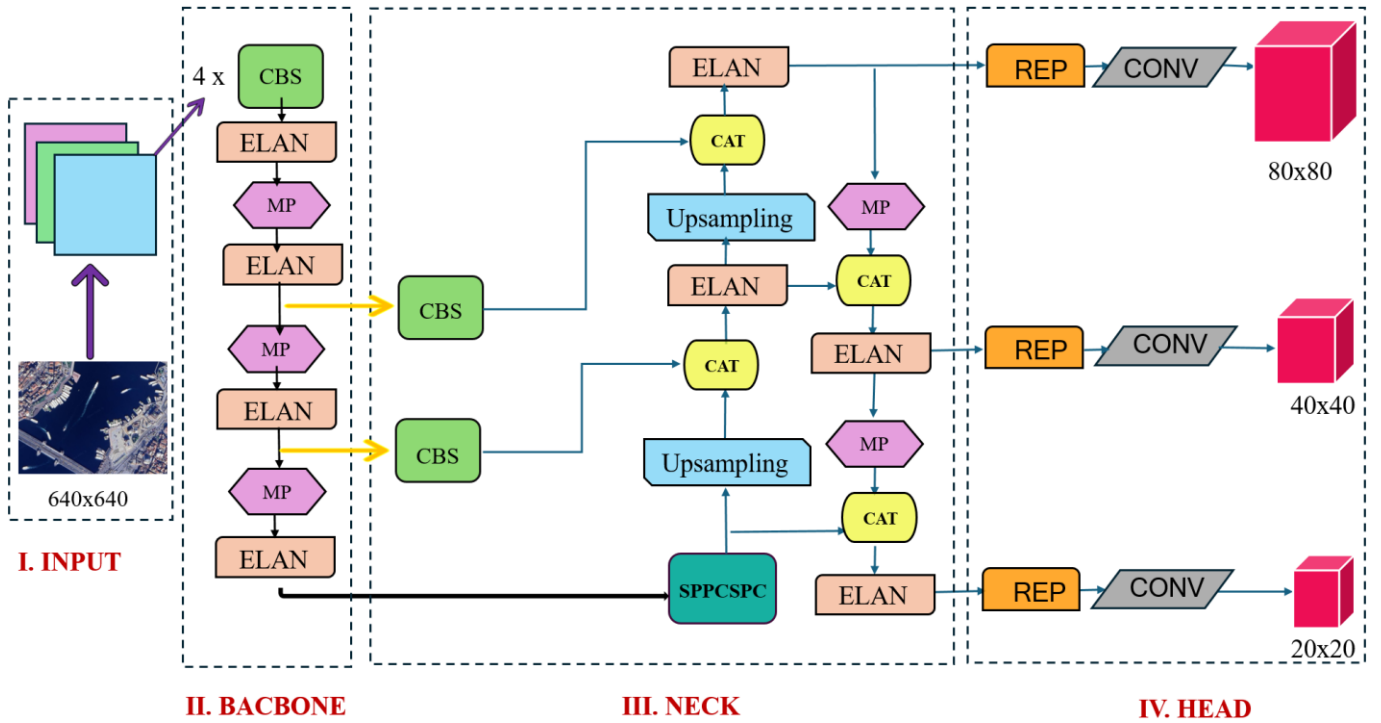 640x640
I. INPUT
4 x
CBS
ELAN
MP
ELAN
MP
ELAN
MP
ELAN
II. BACBONE
CBS
CBS
ELAN
CAT
Upsampling
ELAN
CAT
Upsampling
SPPCSPC
MP
CAT
ELAN
MP
CAT
ELAN
III. NECK
REP
CONV
80x80
REP
CONV
40x40
REP
CONV
20x20
IV. HEAD